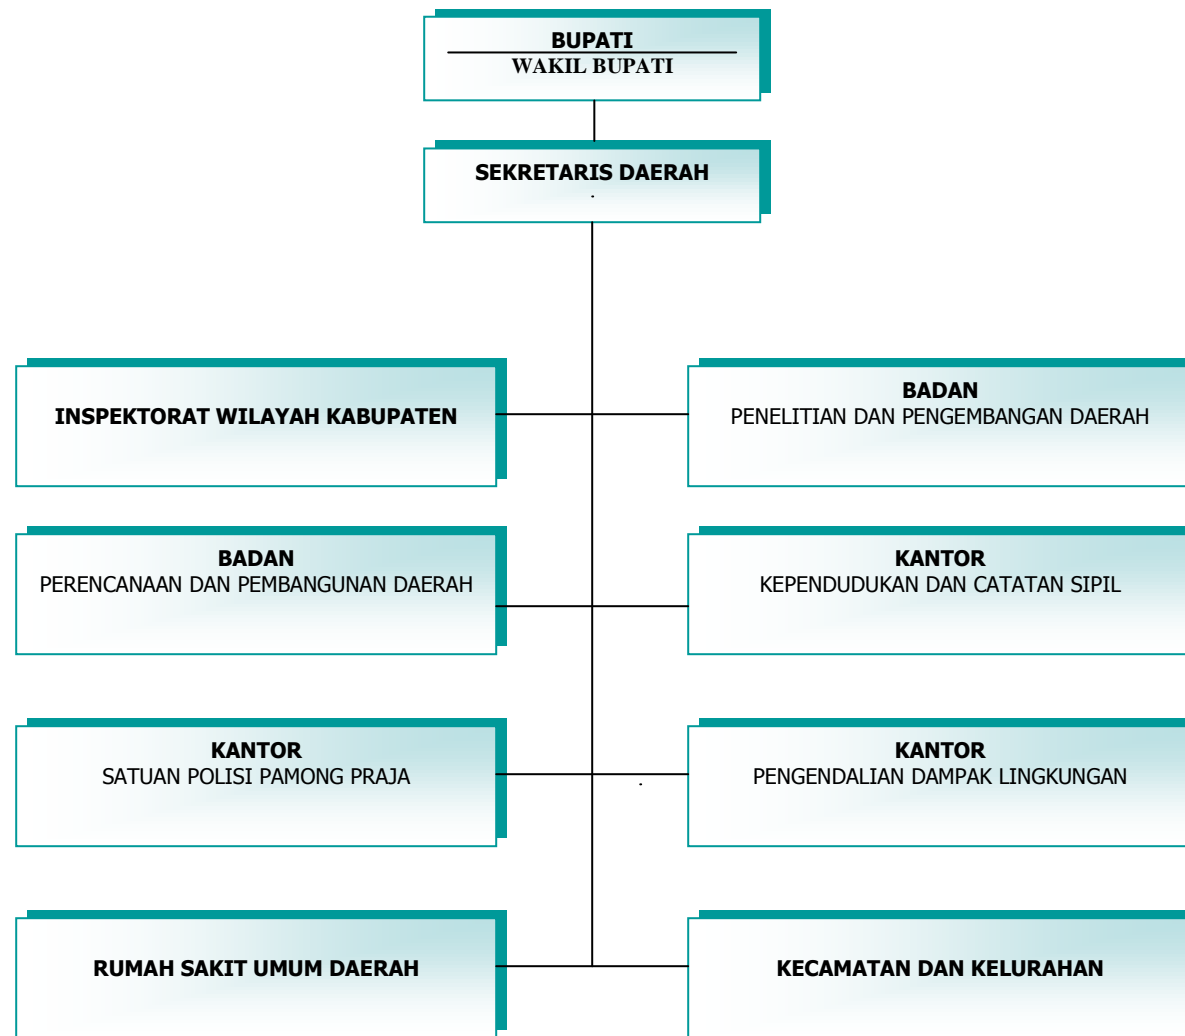 BUPATI
WAKIL BUPATI
SEKRETARIS DAERAH
.
INSPEKTORAT WILAYAH KABUPATEN
BADAN
PENELITIAN DAN PENGEMBANGAN DAERAH
BADAN
PERENCANAAN DAN PEMBANGUNAN DAERAH
KANTOR
KEPENDUDUKAN DAN CATATAN SIPIL
KANTOR
SATUAN POLISI PAMONG PRAJA
.
KANTOR
PENGENDALIAN DAMPAK LINGKUNGAN
RUMAH SAKIT UMUM DAERAH
KECAMATAN DAN KELURAHAN